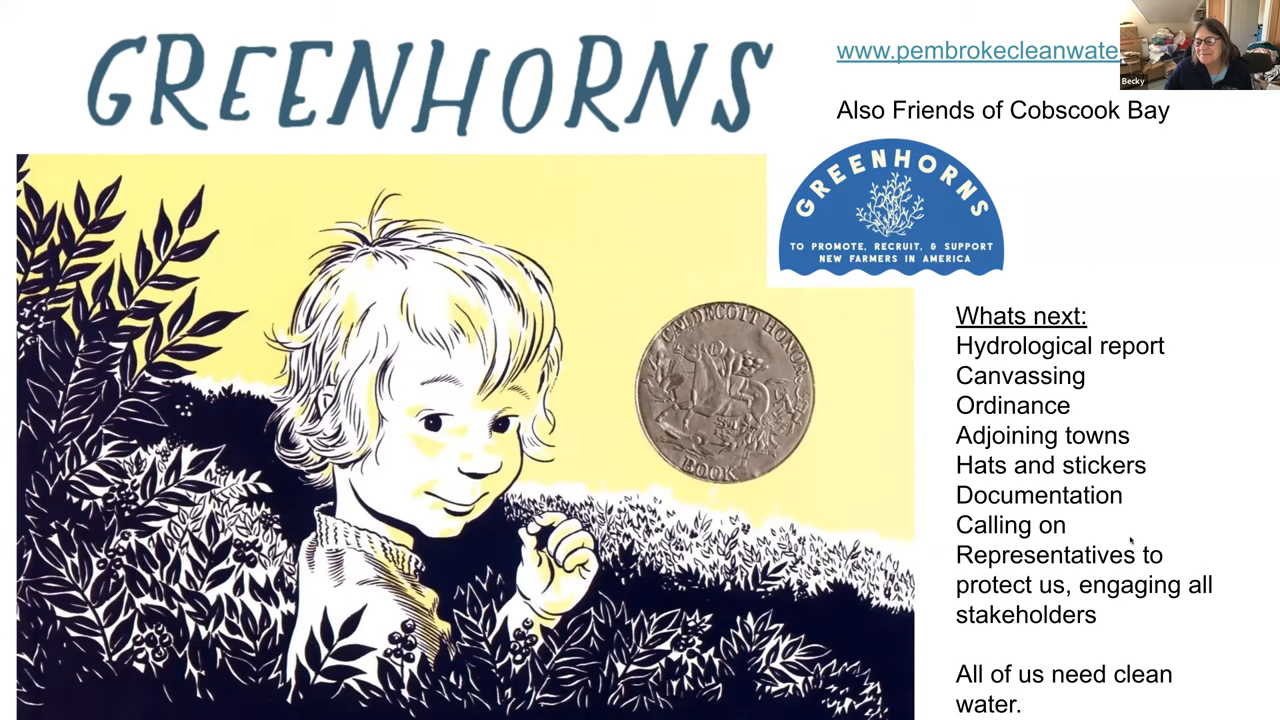 GREENHORNS
www.pembrokecleanwate
Becky
Also Friends of Cobscook Bay
GREENHORNS
TO PROMOTE, RECRUIT, & SUPPORT
NEW FARMERS IN AMERICA
CALDECOTT HONOR
BOOK
Whats next:
Hydrological report
Canvassing
Ordinance
Adjoining towns
Hats and stickers
Documentation
Calling on
Representatives to
protect us, engaging all
stakeholders
All of us need clean
water.